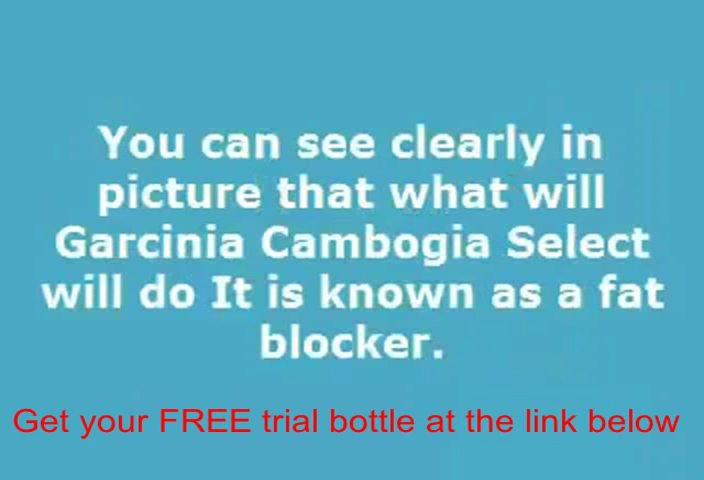 You can see clearly in
picture that what will
Garcinia Cambogia Select
will do It is known as a fat
blocker.
Get your FREE trial bottle at the link below